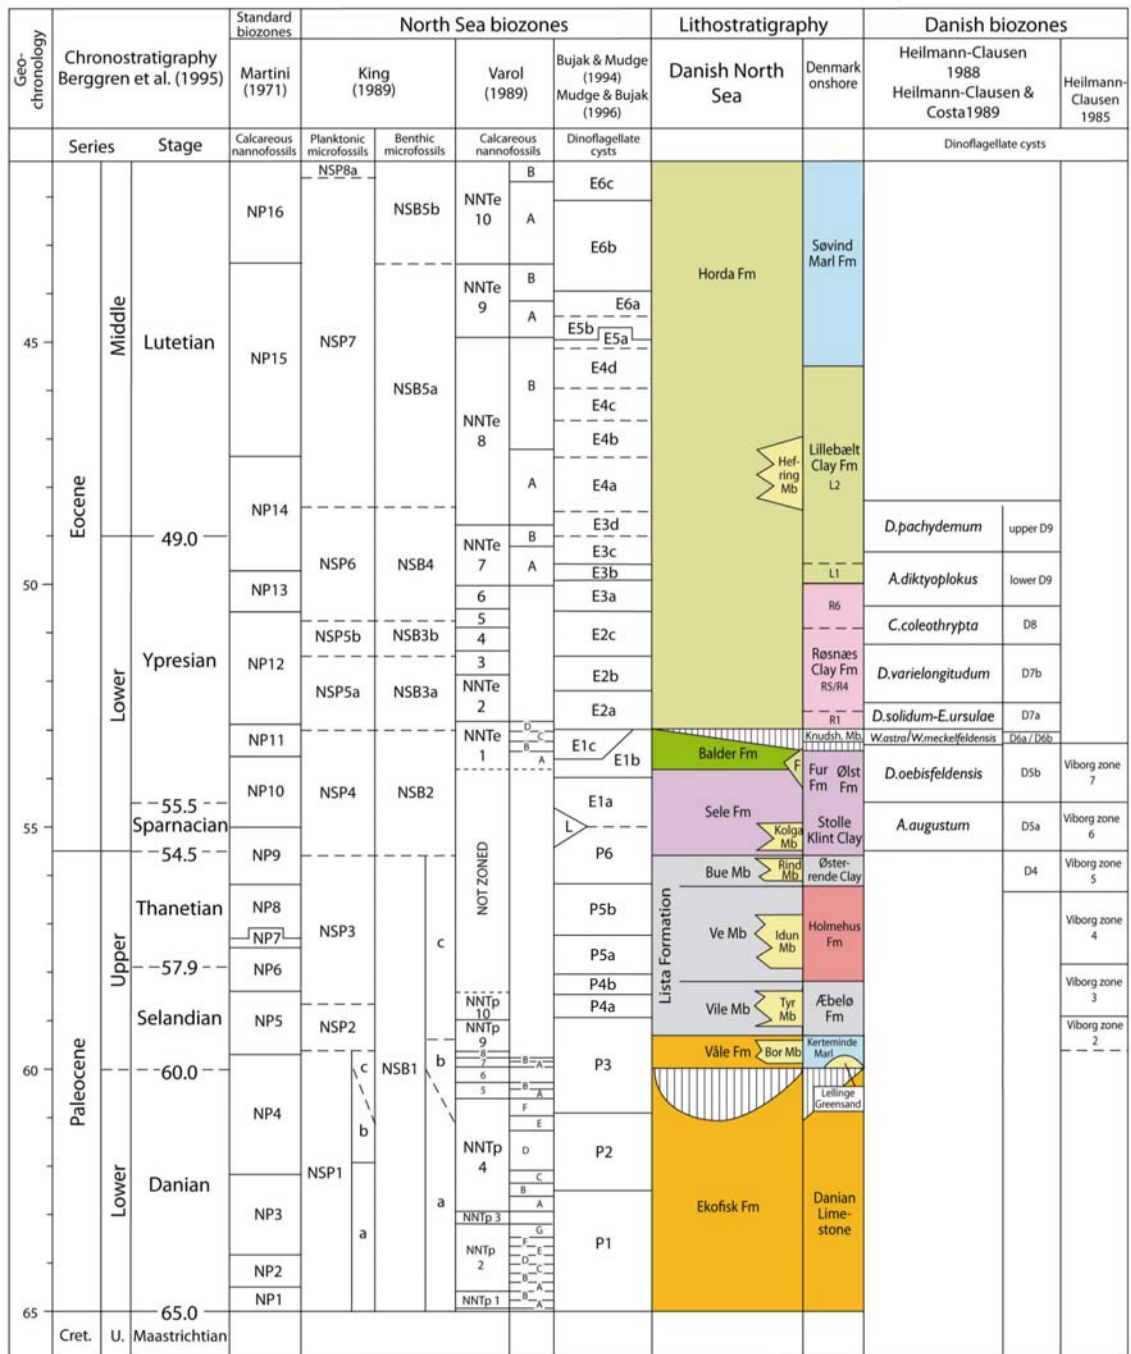 Geo-
chronology
Chronostratigraphy
Berggren et al. (1995)
Series
Stage
Standard
biozones
Martini
(1971)
Calcareous
nannofossils
North Sea biozones
King
(1989)
Planktonic
microfossils
Benthic
microfossils
Varol
(1989)
Calcareous
nannofossils
Bujak & Mudge
(1994)
Mudge & Bujak
(1996)
Dinoflagellate
cysts
Lithostratigraphy
Danish North
Sea
Denmark
onshore
Danish biozones
Heilmann-Clausen
1988
Heilmann-Clausen &
Costa1989
Heilmann-
Clausen
1985
Dinoflagellate cysts
45
50
55
60
65
Eocene
Paleocene
Cret.
Middle
Lower
Upper
Lower
U.
Lutetian
49.0
Ypresian
55.5
Sparnacian
54.5
Thanetian
57.9
Selandian
60.0
Danian
65.0
Maastrichtian
NP16
NP15
NP14
NP13
NP12
NP11
NP10
NP9
NP8
NP7
NP6
NP5
NP4
NP3
NP2
NP1
NSP8a
NSP7
NSP6
NSP5b
NSP5a
NSP4
NSP3
NSP2
NSP1
c
b
a
NSB5b
NSB5a
NSB4
NSB3b
NSB3a
NSB2
NSB1
c
b
a
NNTe
10
NNTe
9
NNTe
8
NNTe
7
6
5
4
3
NNTe
2
NNTe
1
NOT ZONED
NNTp
10
NNTp
9
8
7
6
5
NNTp
4
NNTp 3
NNTp
2
NNTp 1
B
A
B
A
B
A
B
A
D
C
B
A
B
A
B
A
F
E
D
C
B
A
G
F
E
D
C
B
A
B
A
E6c
E6b
E6a
E5b
E5a
E4d
E4c
E4b
E4a
E3d
E3c
E3b
E3a
E2c
E2b
E2a
E1c
E1b
E1a
L
P6
P5b
P5a
P4b
P4a
P3
P2
P1
Horda Fm
Hef-
ring
Mb
Balder Fm
F
Sele Fm
Kolga
Mb
Lista Formation
Bue Mb
Rind
Mb
Ve Mb
Idun
Mb
Vile Mb
Tyr
Mb
Våle Fm
Bor Mb
Ekofisk Fm
Søvind
Marl Fm
Lillebælt
Clay Fm
L2
L1
R6
Røsnæs
Clay Fm
R5/R4
R1
Knudsh. Mb.
Fur Ølst
Fm Fm
Stolle
Klint Clay
Øster-
rende Clay
Holmehus
Fm
Æbelø
Fm
Kerteminde
Marl
Lellinge
Greensand
Danian
Lime-
stone
D.pachydemum
upper D9
A.diktyoplokus
lower D9
C.coleothrypta
D8
D.varielongitudum
D7b
D.solidum-E.ursulae
D7a
W.astra/W.meckelfeldensis
D6a / D6b
D.oebisfeldensis
D5b
A.augustum
D5a
D4
Viborg zone
7
Viborg zone
6
Viborg zone
5
Viborg zone
4
Viborg zone
3
Viborg zone
2